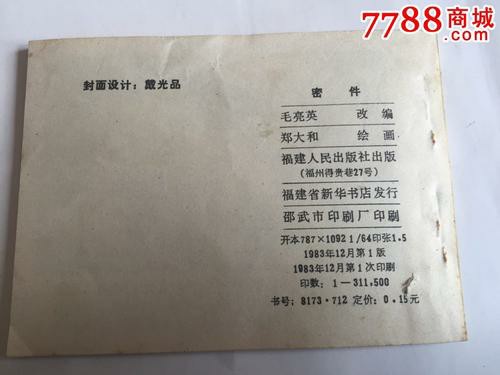 7788商城
封面设计：戴光品
密件
毛亮英 改编
郑大和 绘画
福建人民出版社出版
(福州得贵巷27号)
福建省新华书店发行
邵武市印刷厂印刷
开本787×1092 1/64印张1.5
1983年12月第1版
1983年12月第1次印刷
印数：1—311,500
书号：8173·712 定价：0.15元